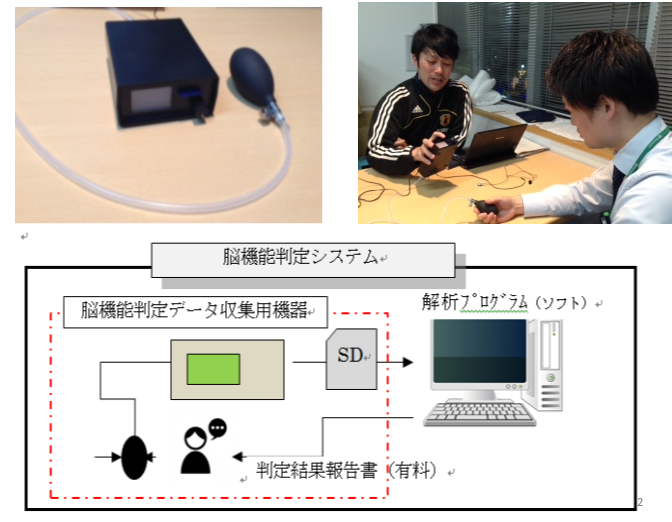 脳機能判定システム
脳機能判定データ収集用機器
解析ﾌﾟﾛｸﾞﾗﾑ（ソフト）
SD
判定結果報告書（有料）
2